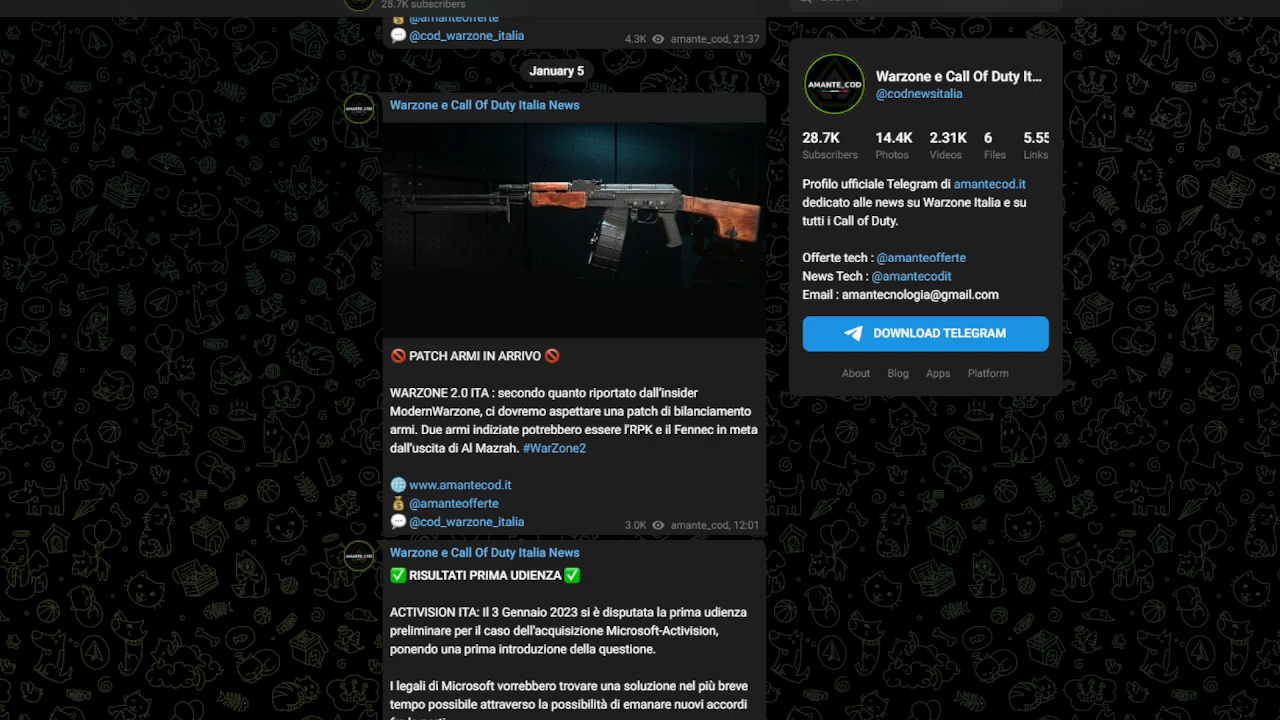 28.7K subscribers
@amanteofferte
@cod_warzone_italia
4.3K amante_cod, 21:37
January 5
Warzone e Call Of Duty Italia News
PATCH ARMI IN ARRIVO
WARZONE 2.0 ITA : secondo quanto riportato dall'insider
ModernWarzone, ci dovremo aspettare una patch di bilanciamento
armi. Due armi indiziate potrebbero essere l'RPK e il Fennec in meta
dall'uscita di Al Mazrah. #WarZone2
www.amantecod.it
@amanteofferte
@cod_warzone_italia
3.0K amante_cod, 12:01
Warzone e Call Of Duty Italia News
RISULTATI PRIMA UDIENZA
ACTIVISION ITA: Il 3 Gennaio 2023 si è disputata la prima udienza
preliminare per il caso dell'acquisizione Microsoft-Activision,
ponendo una prima introduzione della questione.
I legali di Microsoft vorrebbero trovare una soluzione nel più breve
tempo possibile attraverso la possibilità di emanare nuovi accordi
AMANTE_COD
Warzone e Call Of Duty It...
@codnewsitalia
28.7K 14.4K 2.31K 6 5.55
Subscribers Photos Videos Files Links
Profilo ufficiale Telegram di amantecod.it
dedicato alle news su Warzone Italia e su
tutti i Call of Duty.
Offerte tech : @amanteofferte
News Tech : @amantecodit
Email : amantecnologia@gmail.com
DOWNLOAD TELEGRAM
About Blog Apps Platform